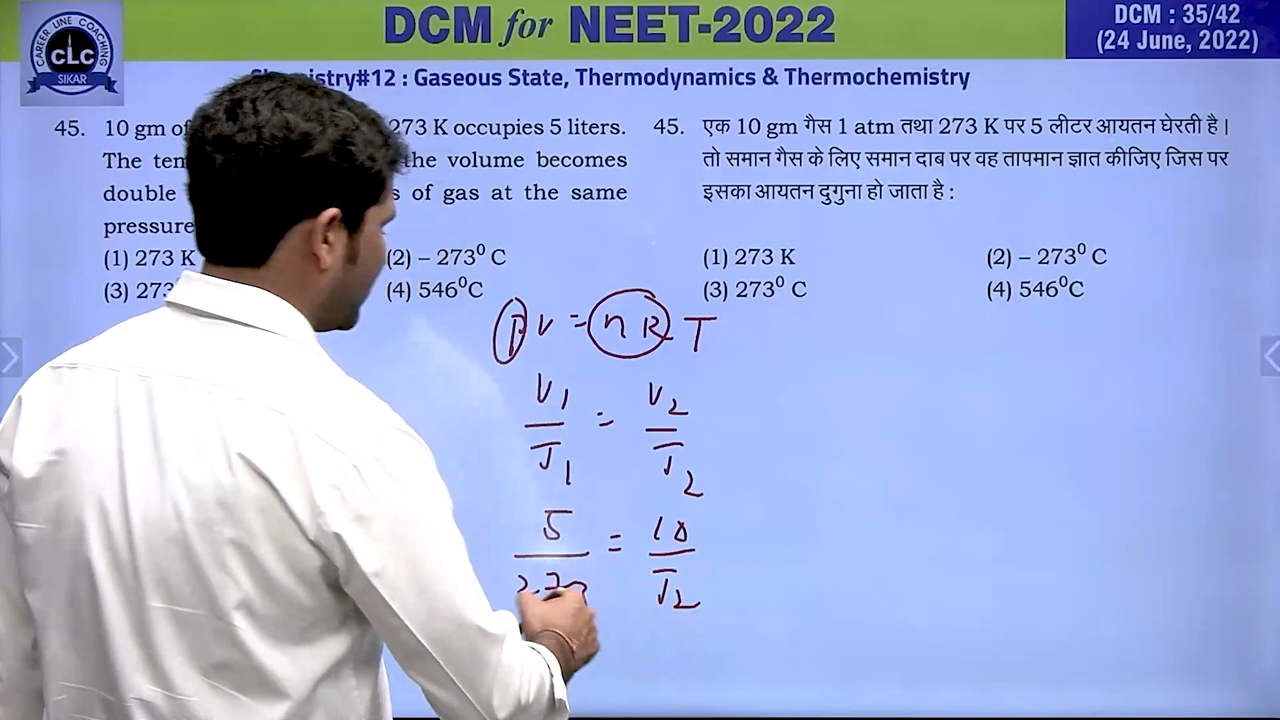 DCM for NEET-2022
DCM : 35/42
(24 June, 2022)
CAREER LINE COACHING
CLC
SIKAR
Chemistry#12 : Gaseous State, Thermodynamics & Thermochemistry
45. 10 gm of 273 K occupies 5 liters.
The the volume becomes
double of gas at the same
pressure
(1) 273 K (2) – 273⁰ C
(3) 273 (4) 546⁰C
45. एक 10 gm गैस 1 atm तथा 273 K पर 5 लीटर आयतन घेरती है।
तो समान गैस के लिए समान दाब पर वह तापमान ज्ञात कीजिए जिस पर
इसका आयतन दुगुना हो जाता है :
(1) 273 K (2) – 273⁰ C
(3) 273⁰ C (4) 546⁰C
PV = nRT
V1/T1 = V2/T2
5/273 = 10/T2